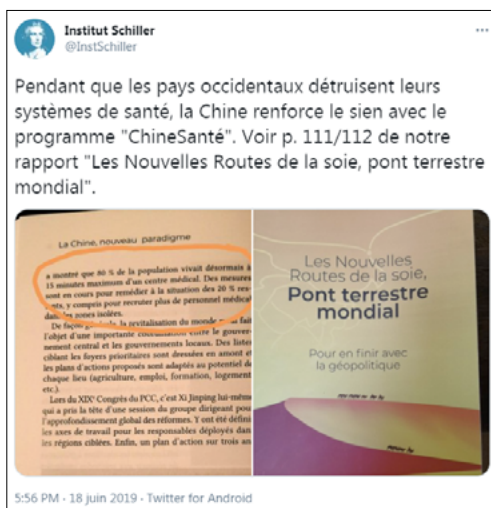 Institut Schiller
@InstSchiller
Pendant que les pays occidentaux détruisent leurs
systèmes de santé, la Chine renforce le sien avec le
programme "ChineSanté". Voir p. 111/112 de notre
rapport "Les Nouvelles Routes de la soie, pont terrestre
mondial".
La Chine, nouveau paradigme
a montré que 80 % de la population vivait désormais à
15 minutes maximum d'un centre médical. Des mesures
sont en cours pour remédier à la situation des 20 % res-
tants, y compris pour recruter plus de personnel médical
dans les zones isolées.
De façon la revitalisation du monde fait
l'objet d'une importante entre le gouver-
nement central et les gouvernements locaux. Des listes
ciblant les foyers prioritaires sont dressées en amont et
les plans d'actions proposés sont adaptés au potentiel de
chaque lieu (agriculture, emploi, formation, logement
etc.).
Lors du XIXe Congrès du PCC, c'est Xi Jinping lui-même
qui a pris la tête d'une session du groupe dirigeant pour
l'approfondissement global des réformes. Y ont été défini
les axes de travail pour les responsables déployés dan
les régions ciblées. Enfin, un plan d'action sur trois an
Les Nouvelles
Routes de la soie,
Pont terrestre
mondial
Pour en finir avec
la géopolitique
5:56 PM · 18 juin 2019 · Twitter for Android